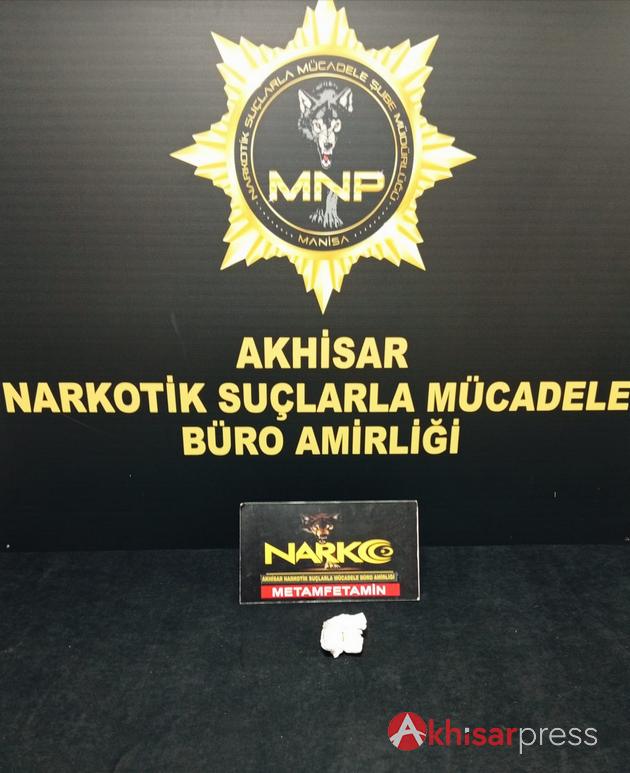 NARKOTİK SUÇLARLA MÜCADELE ŞUBE MÜDÜRLÜĞÜ
MNP
MANİSA
AKHİSAR
NARKOTİK SUÇLARLA MÜCADELE
BÜRO AMİRLİĞİ
NARKO
AKHİSAR NARKOTİK SUÇLARLA MÜCADELE BÜRO AMİRLİĞİ
METAMFETAMİN
Akhisarpress